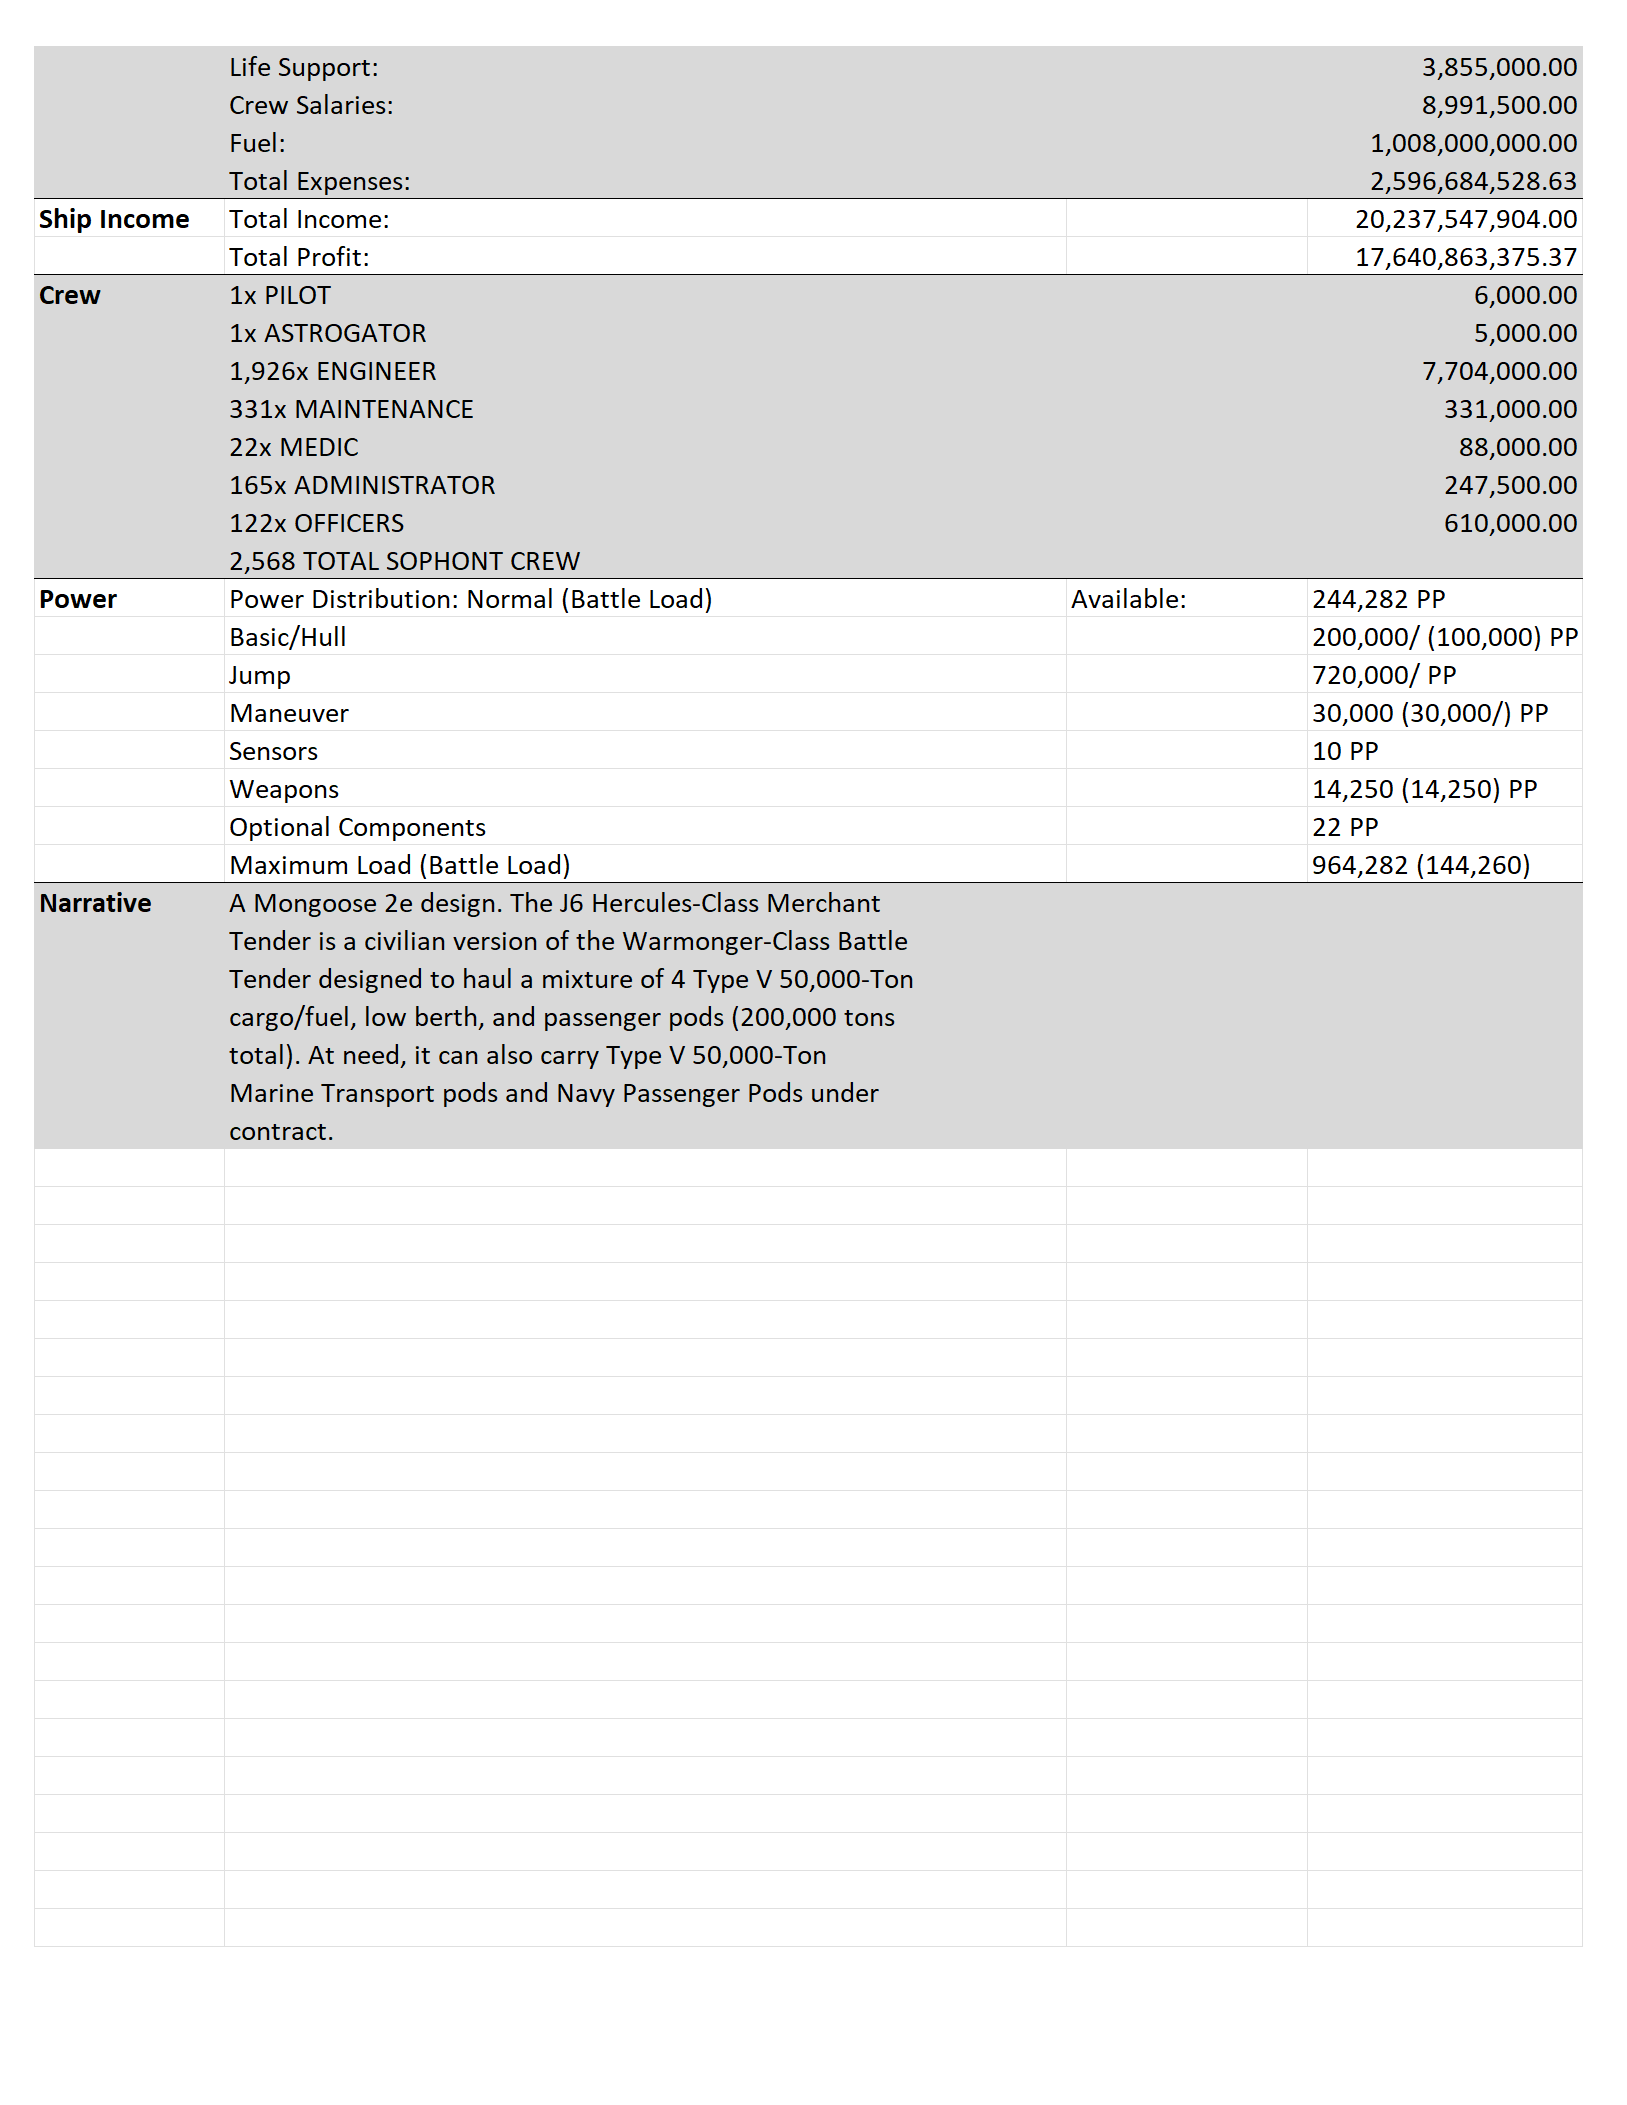 Life Support: 3,855,000.00
Crew Salaries: 8,991,500.00
Fuel: 1,008,000,000.00
Total Expenses: 2,596,684,528.63
Ship Income Total Income: 20,237,547,904.00
Total Profit: 17,640,863,375.37
Crew 1x PILOT 6,000.00
1x ASTROGATOR 5,000.00
1,926x ENGINEER 7,704,000.00
331x MAINTENANCE 331,000.00
22x MEDIC 88,000.00
165x ADMINISTRATOR 247,500.00
122x OFFICERS 610,000.00
2,568 TOTAL SOPHONT CREW
Power Power Distribution: Normal (Battle Load) Available: 244,282 PP
Basic/Hull 200,000/ (100,000) PP
Jump 720,000/ PP
Maneuver 30,000 (30,000/) PP
Sensors 10 PP
Weapons 14,250 (14,250) PP
Optional Components 22 PP
Maximum Load (Battle Load) 964,282 (144,260)
Narrative A Mongoose 2e design. The J6 Hercules-Class Merchant
Tender is a civilian version of the Warmonger-Class Battle
Tender designed to haul a mixture of 4 Type V 50,000-Ton
cargo/fuel, low berth, and passenger pods (200,000 tons
total). At need, it can also carry Type V 50,000-Ton
Marine Transport pods and Navy Passenger Pods under
contract.